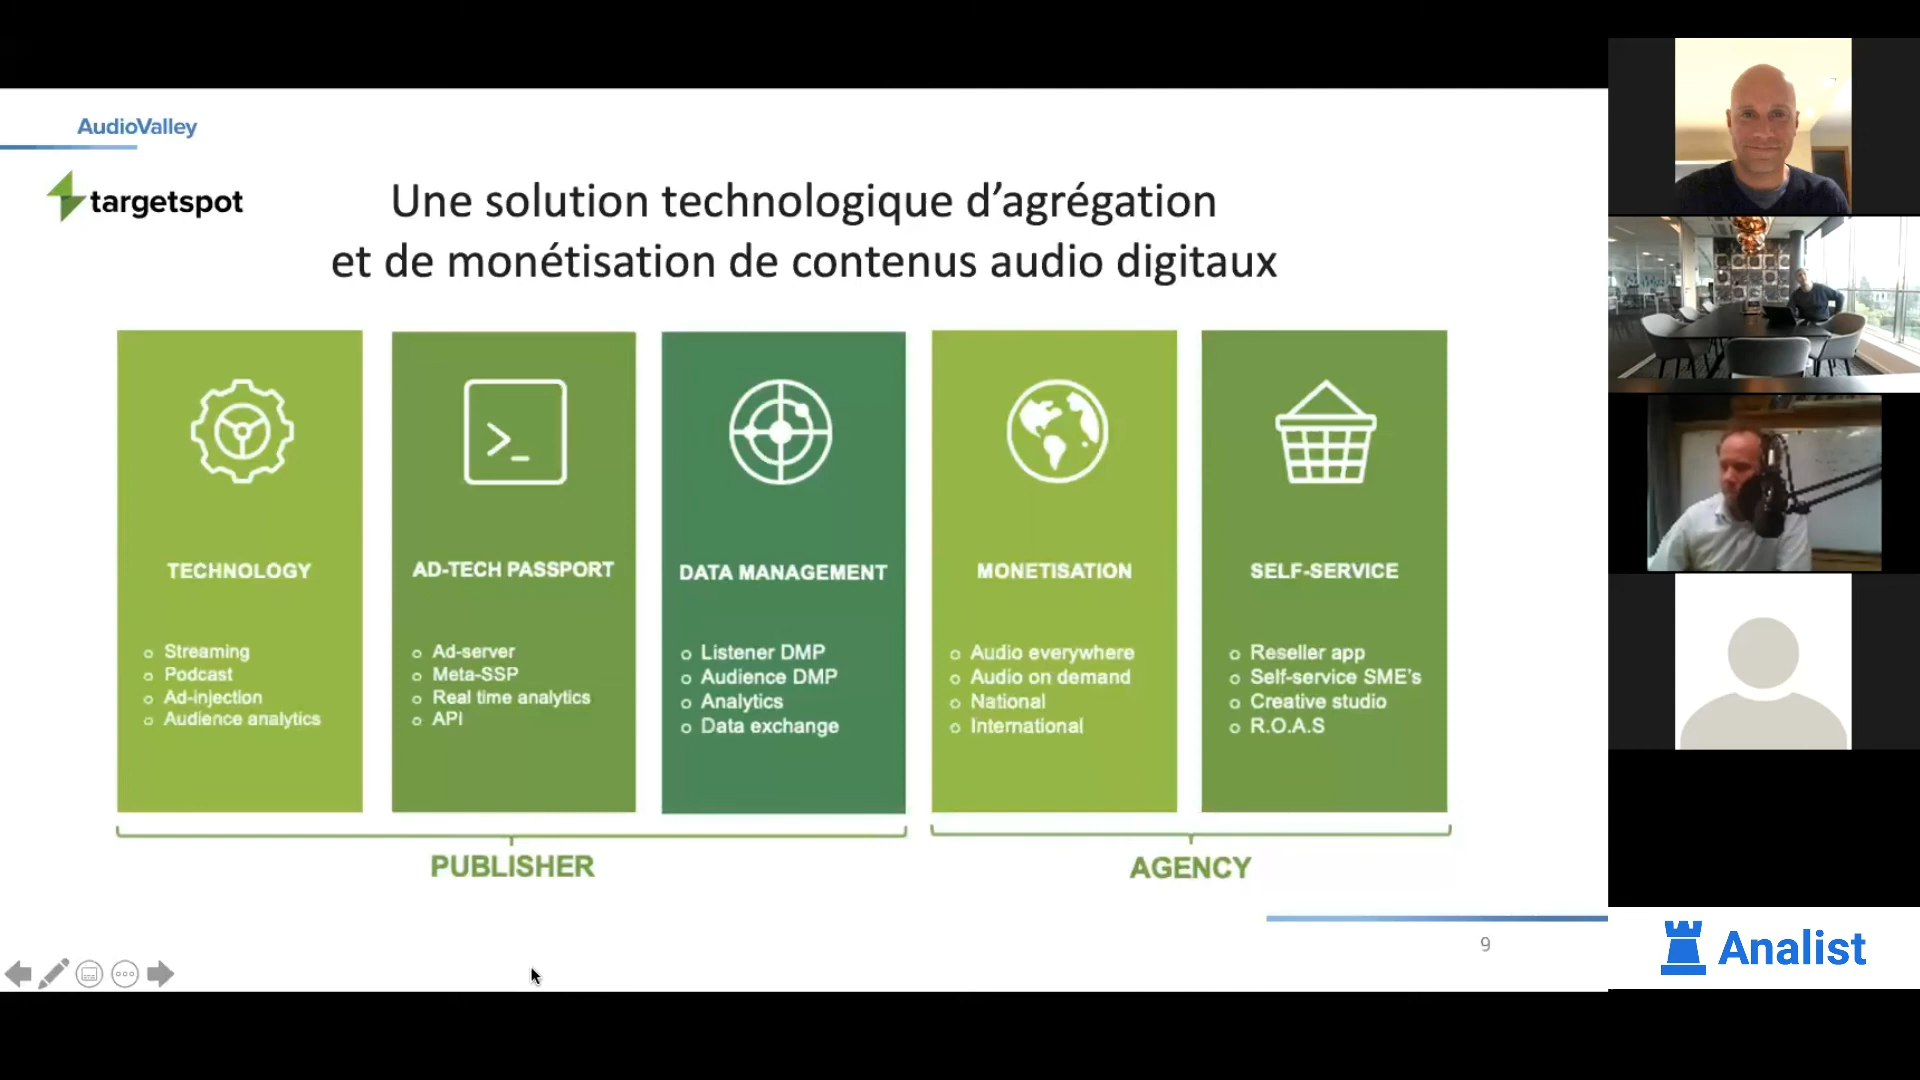 AudioValley
targetspot
Une solution technologique d’agrégation
et de monétisation de contenus audio digitaux
TECHNOLOGY
Streaming
Podcast
Ad-injection
Audience analytics
AD-TECH PASSPORT
Ad-server
Meta-SSP
Real time analytics
API
DATA MANAGEMENT
Listener DMP
Audience DMP
Analytics
Data exchange
MONETISATION
Audio everywhere
Audio on demand
National
International
SELF-SERVICE
Reseller app
Self-service SME's
Creative studio
R.O.A.S
PUBLISHER
AGENCY
9
Analist